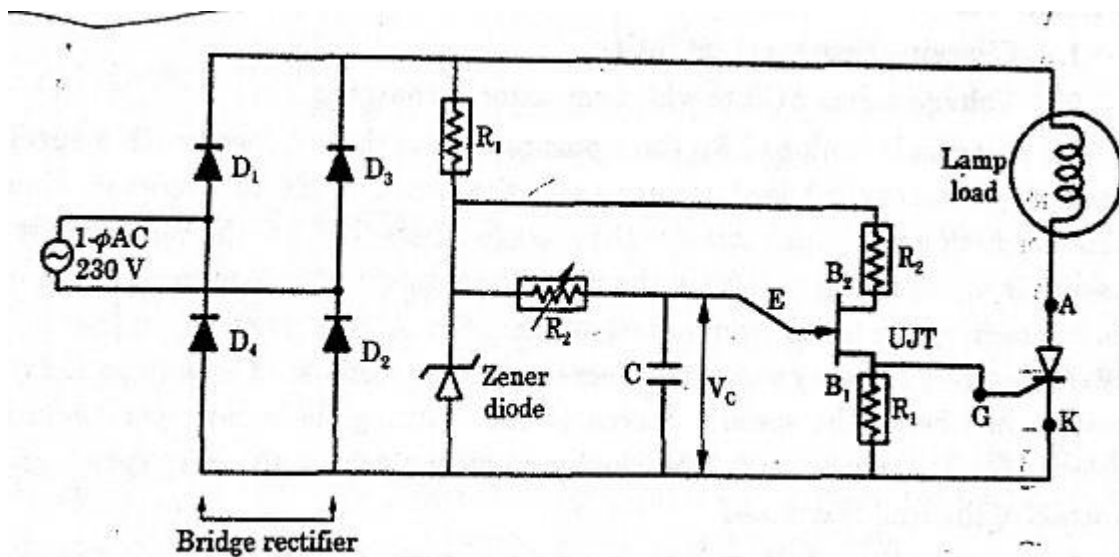 R₁
D₁
D₃
Lamp
load
1-ϕAC
230 V
B₂
R₂
E
A
R₂
UJT
D₄
D₂
Zener
diode
C
V_C
B₁
R₁
G
K
Bridge rectifier